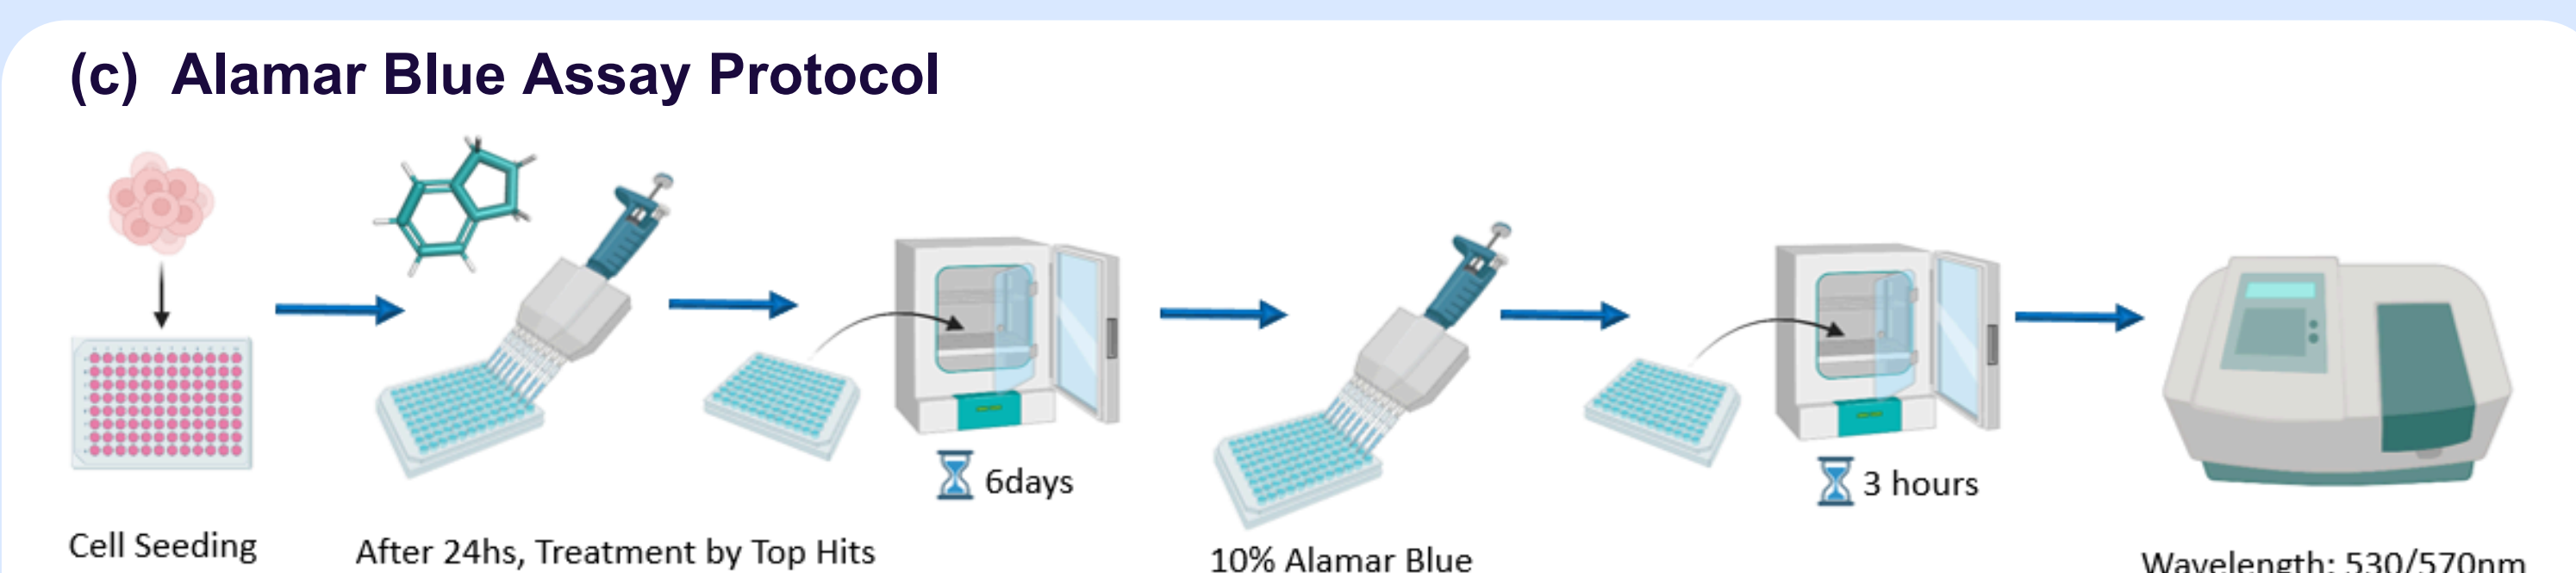 (c) Alamar Blue Assay Protocol
6days
3 hours
Cell Seeding
After 24hs, Treatment by Top Hits
10% Alamar Blue
Wavelength: 530/570nm